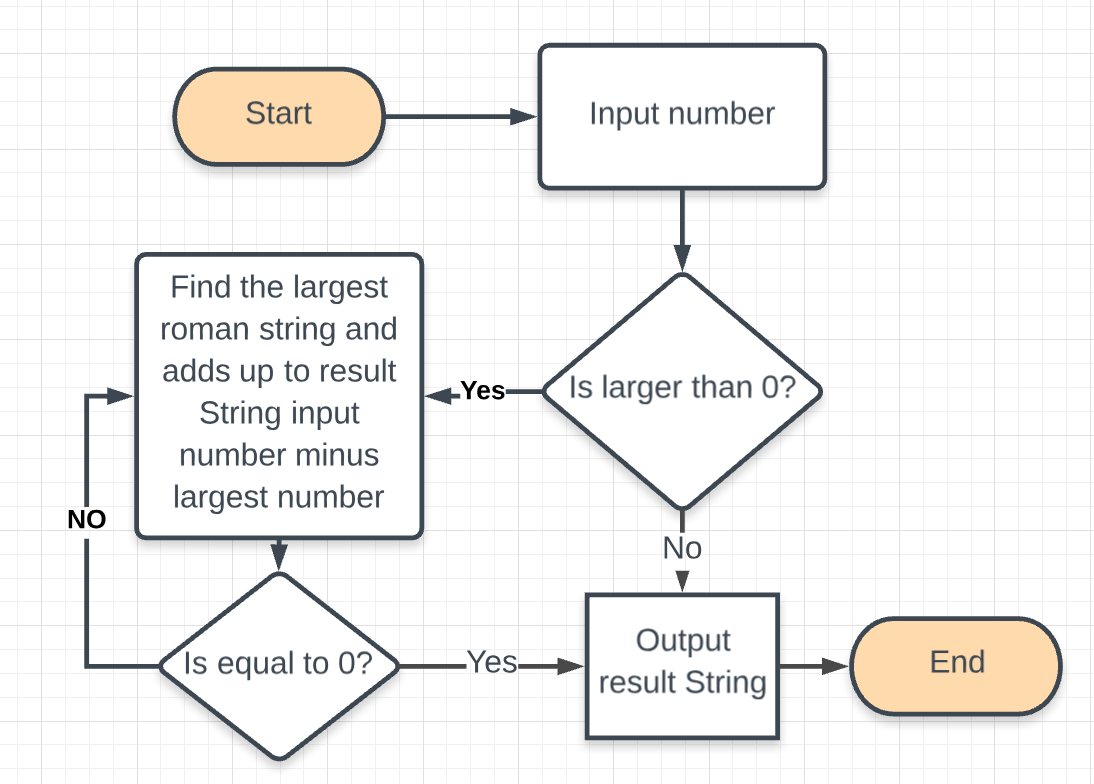 Start
Input number
Is larger than 0?
Yes
Find the largest
roman string and
adds up to result
String input
number minus
largest number
NO
Is equal to 0?
Yes
No
Output
result String
End